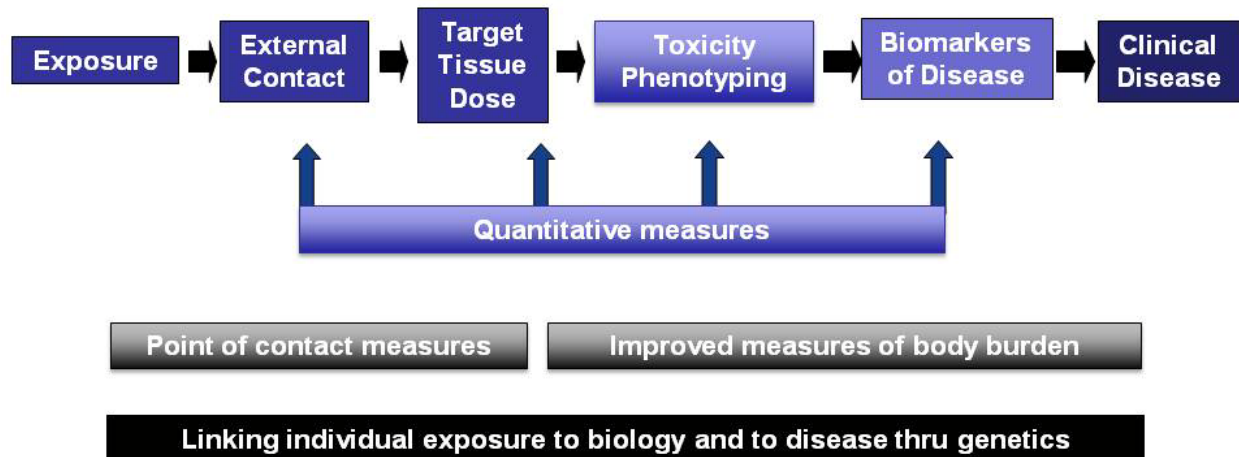 Exposure
External
Contact
Target
Tissue
Dose
Toxicity
Phenotyping
Biomarkers
of Disease
Clinical
Disease
Quantitative measures
Point of contact measures
Improved measures of body burden
Linking individual exposure to biology and to disease thru genetics